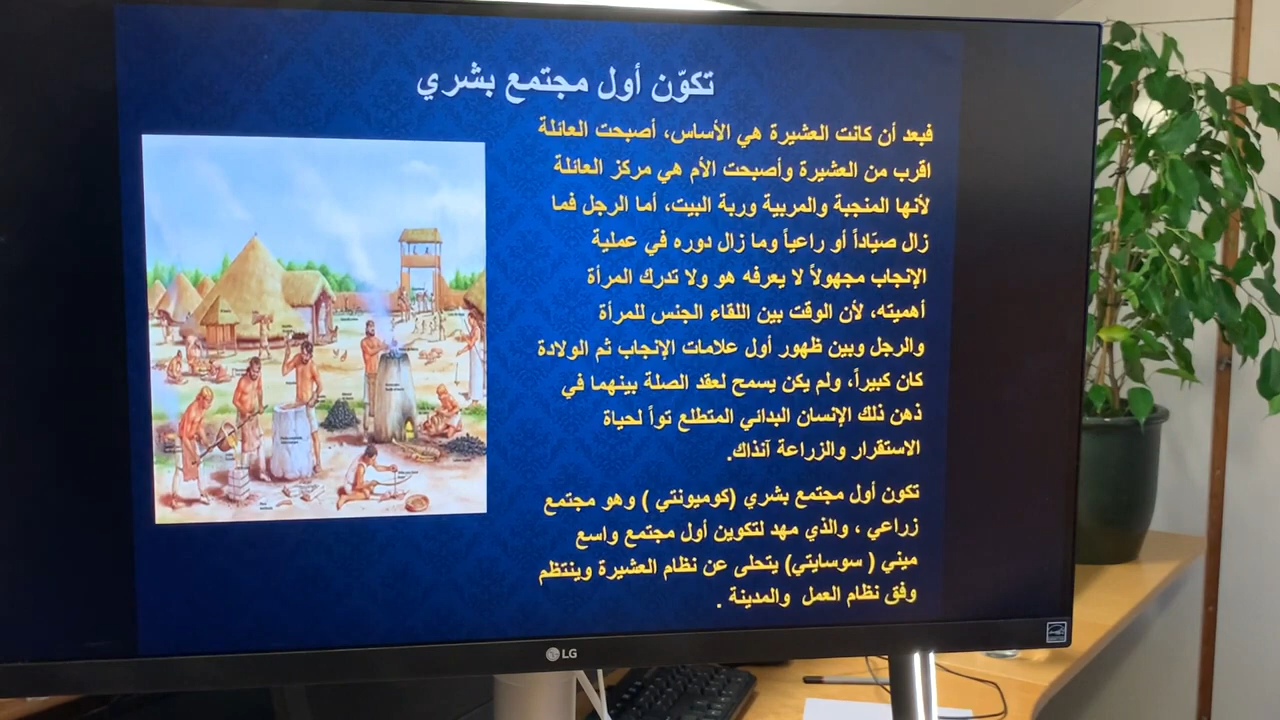 تكوّن أول مجتمع بشري
فبعد أن كانت العشيرة هي الأساس، أصبحت العائلة
اقرب من العشيرة وأصبحت الأم هي مركز العائلة
لأنها المنجبة والمربية وربة البيت، أما الرجل فما
زال صيّاداً أو راعياً وما زال دوره في عملية
الإنجاب مجهولاً لا يعرفه هو ولا تدرك المرأة
أهميته، لأن الوقت بين اللقاء الجنس للمرأة
والرجل وبين ظهور أول علامات الإنجاب ثم الولادة
كان كبيراً، ولم يكن يسمح لعقد الصلة بينهما في
ذهن ذلك الإنسان البدائي المتطلع تواً لحياة
الاستقرار والزراعة آنذاك.
تكون أول مجتمع بشري (كوميونتي ) وهو مجتمع
زراعي ، والذي مهد لتكوين أول مجتمع واسع
ميني ( سوسايتي) يتحلى عن نظام العشيرة وينتظم
وفق نظام العمل والمدينة .
LG